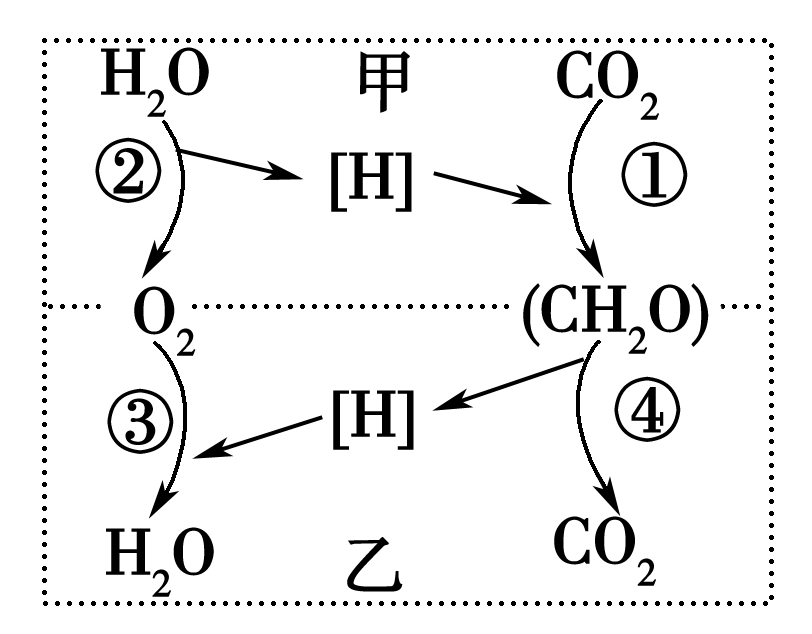 H₂O 甲 CO₂
② [H] ①
O₂ (CH₂O)
③ [H] ④
H₂O 乙 CO₂